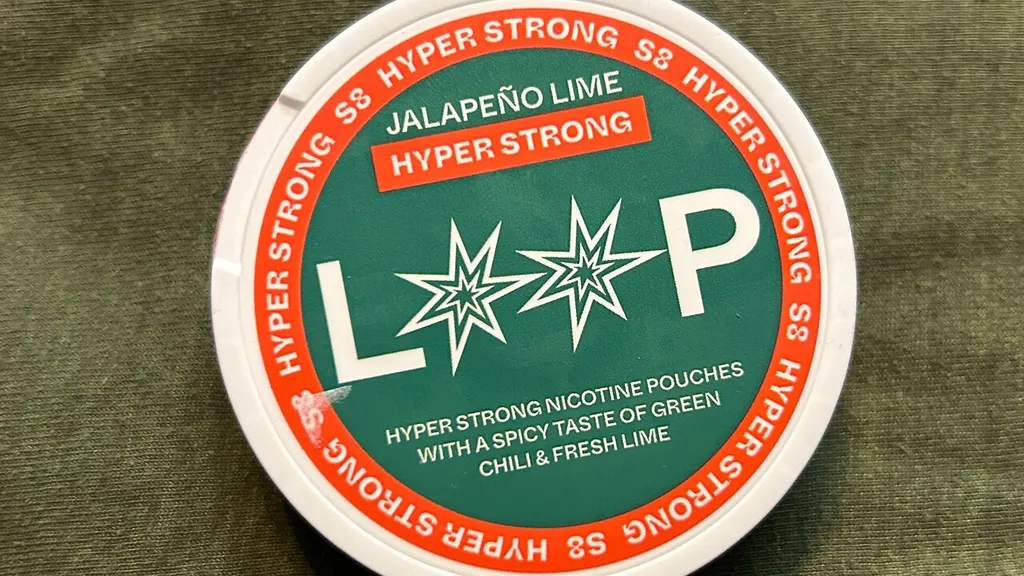 JALAPEÑO LIME
HYPER STRONG
LOOP
HYPER STRONG NICOTINE POUCHES
WITH A SPICY TASTE OF GREEN
CHILI & FRESH LIME
HYPER STRONG S8 HYPER STRONG S8 HYPER STRONG S8 HYPER STRONG S8 HYPER STRONG S8